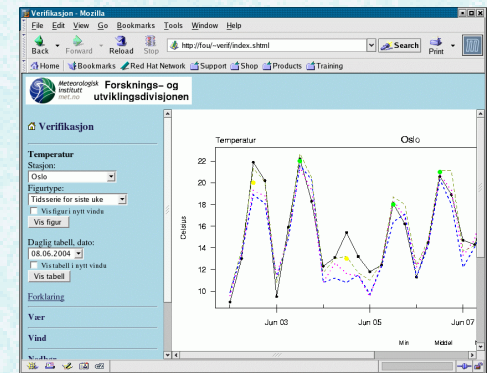 Verifikasjon - Mozilla
File Edit View Go Bookmarks Tools Window Help
Back Forward Reload Stop http://fou/~verif/index.shtml Search Print
Home Bookmarks Red Hat Network Support Shop Products Training
Meteorologisk institutt met.no
Forsknings- og utviklingsdivisjonen
Verifikasjon
Temperatur
Stasjon:
Oslo
Figurtype:
Tidsserie for siste uke
Vis figur i nytt vindu
Vis figur
Daglig tabell, dato:
08.06.2004
Vis tabell i nytt vindu
Vis tabell
Forklaring
Vær
Vind
Nedbør
Temperatur Oslo
Celsius
22
20
18
16
14
12
10
Jun 03 Jun 05 Jun 07
Min Middel